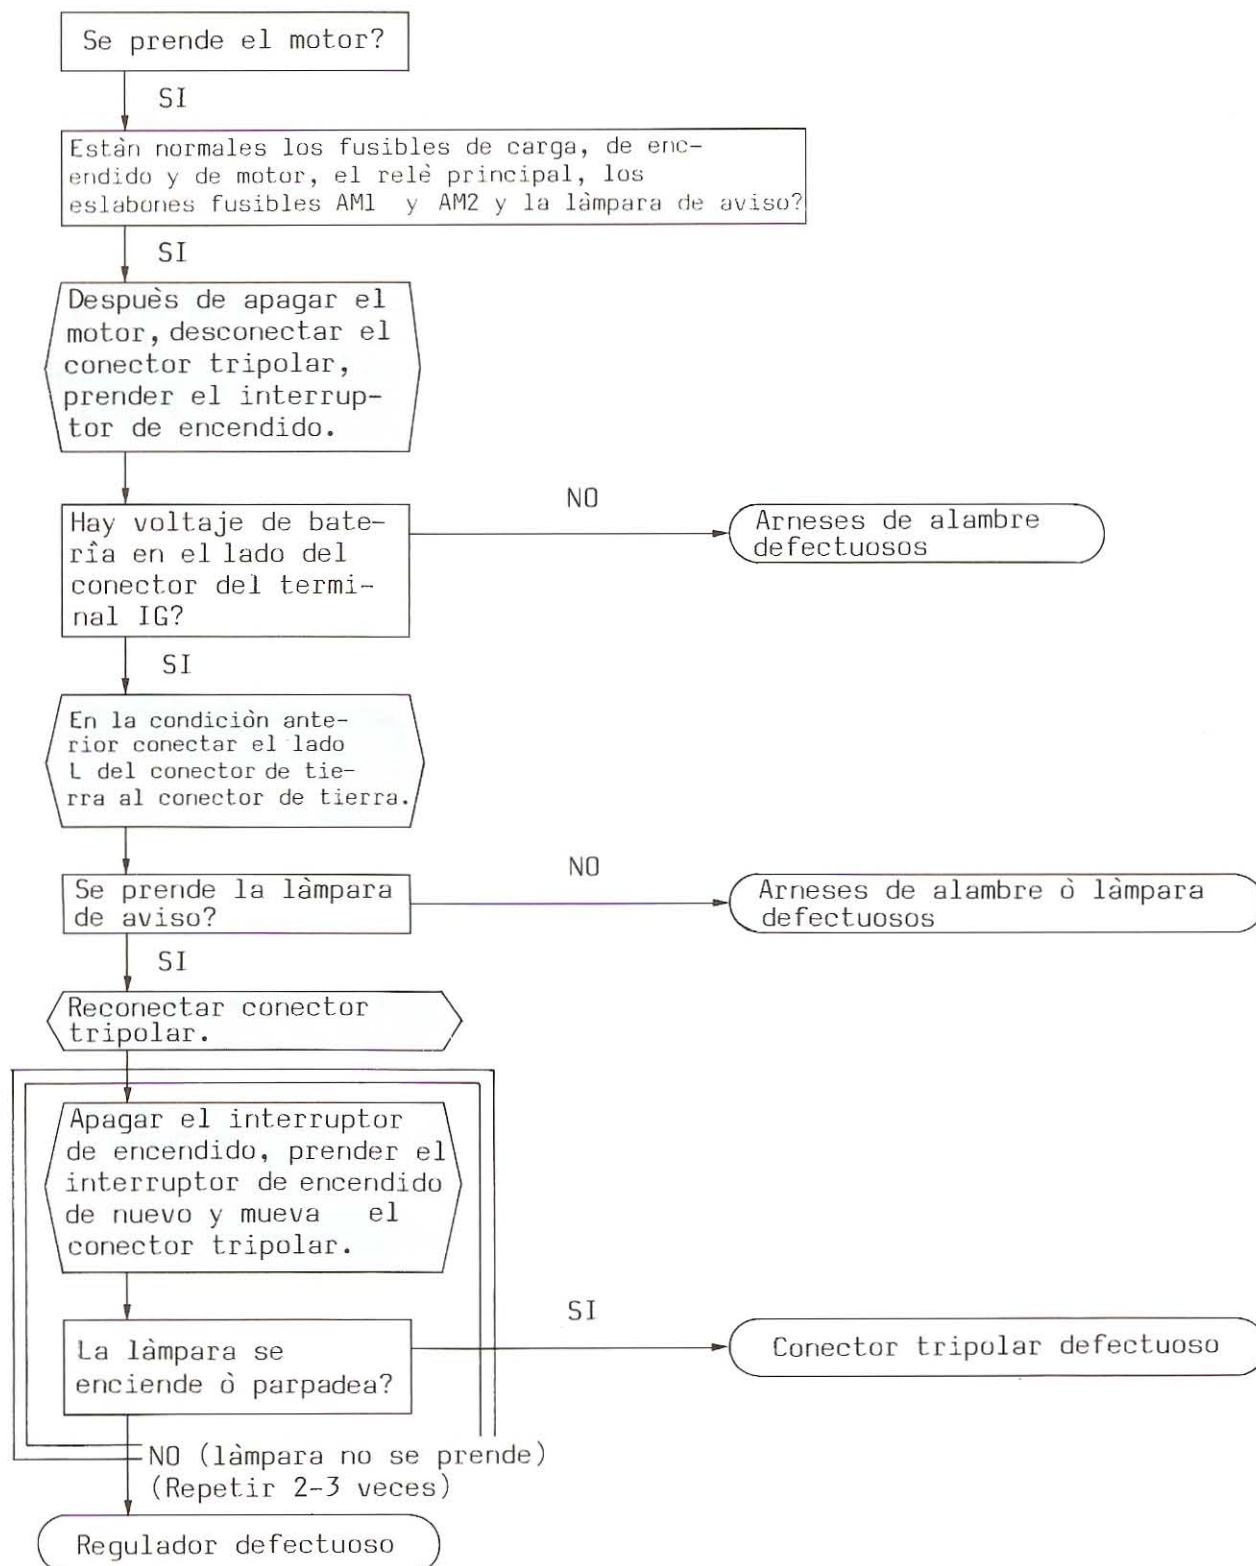 Se prende el motor?
SI
Estàn normales los fusibles de carga, de enc-
endido y de motor, el relè principal, los
eslabones fusibles AM1 y AM2 y la làmpara de aviso?
SI
Despuès de apagar el
motor, desconectar el
conector tripolar,
prender el interrup-
tor de encendido.
Hay voltaje de bate-
rîa en el lado del
conector del termi-
nal IG?
NO
Arneses de alambre
defectuosos
SI
En la condiciòn ante-
rior conectar el lado
L del conector de tie-
rra al conector de tierra.
Se prende la làmpara
de aviso?
NO
Arneses de alambre ò làmpara
defectuosos
SI
Reconectar conector
tripolar.
Apagar el interruptor
de encendido, prender el
interruptor de encendido
de nuevo y mueva el
conector tripolar.
La làmpara se
enciende ò parpadea?
SI
Conector tripolar defectuoso
NO (làmpara no se prende)
(Repetir 2-3 veces)
Regulador defectuoso